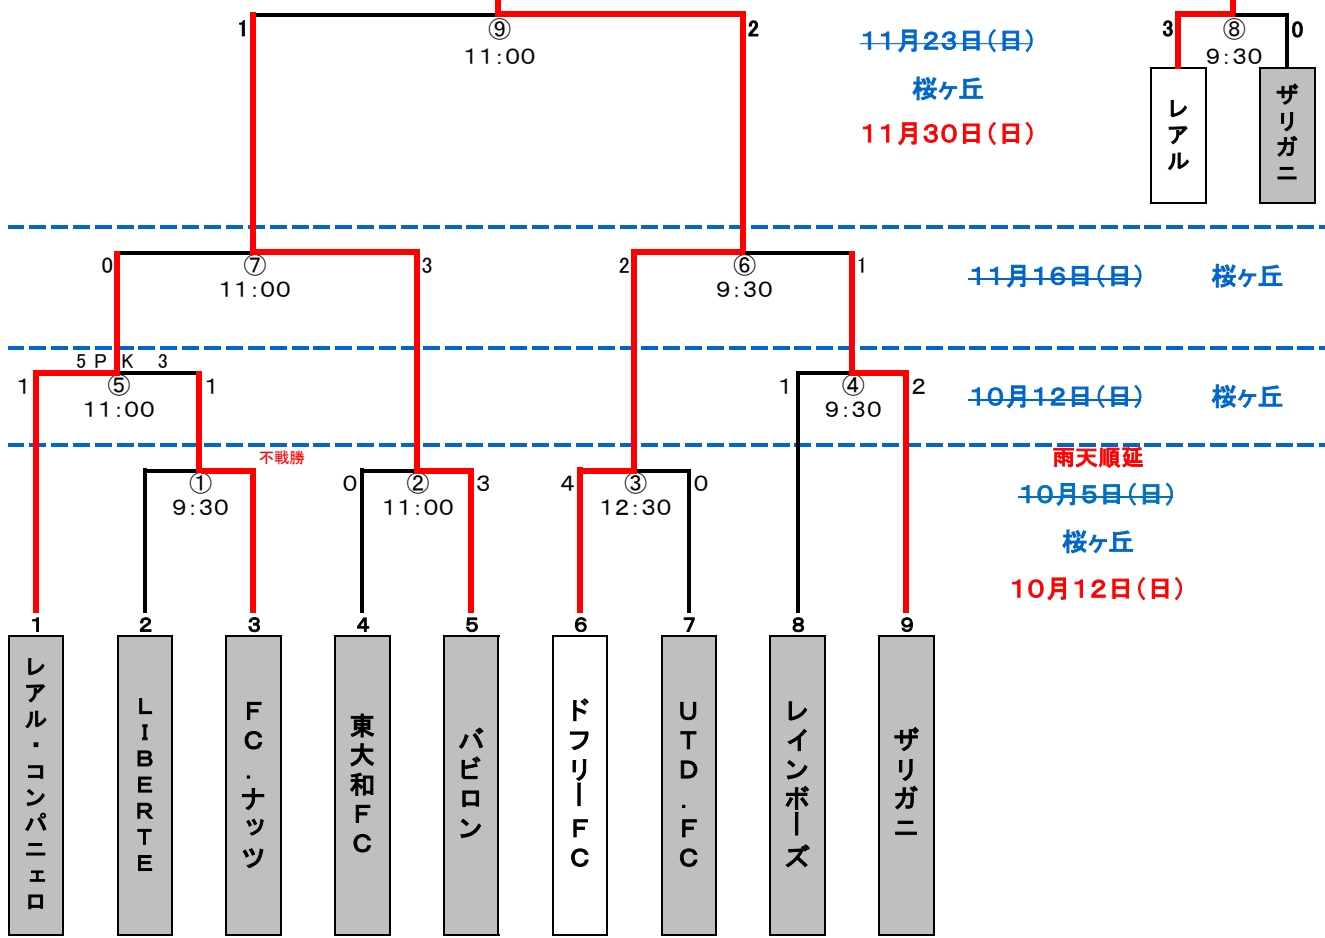 1 ⑨ 2
11:00
11月23日(日)
桜ヶ丘
11月30日(日)
3 ⑧ 0
9:30
レアル
ザリガニ
0 ⑦ 3
11:00
2 ⑥ 1
9:30
11月16日(日) 桜ヶ丘
5 PK 3
1 ⑤ 1
11:00
1 ④ 2
9:30
10月12日(日) 桜ヶ丘
不戦勝
①
9:30
0 ② 3
11:00
4 ③ 0
12:30
雨天順延
10月5日(日)
桜ヶ丘
10月12日(日)
1 2 3 4 5 6 7 8 9
レアル・コンパニェロ
LIBERTE
FC.ナッツ
東大和FC
バビロン
ドフリーFC
UTD.FC
レインボーズ
ザリガニ